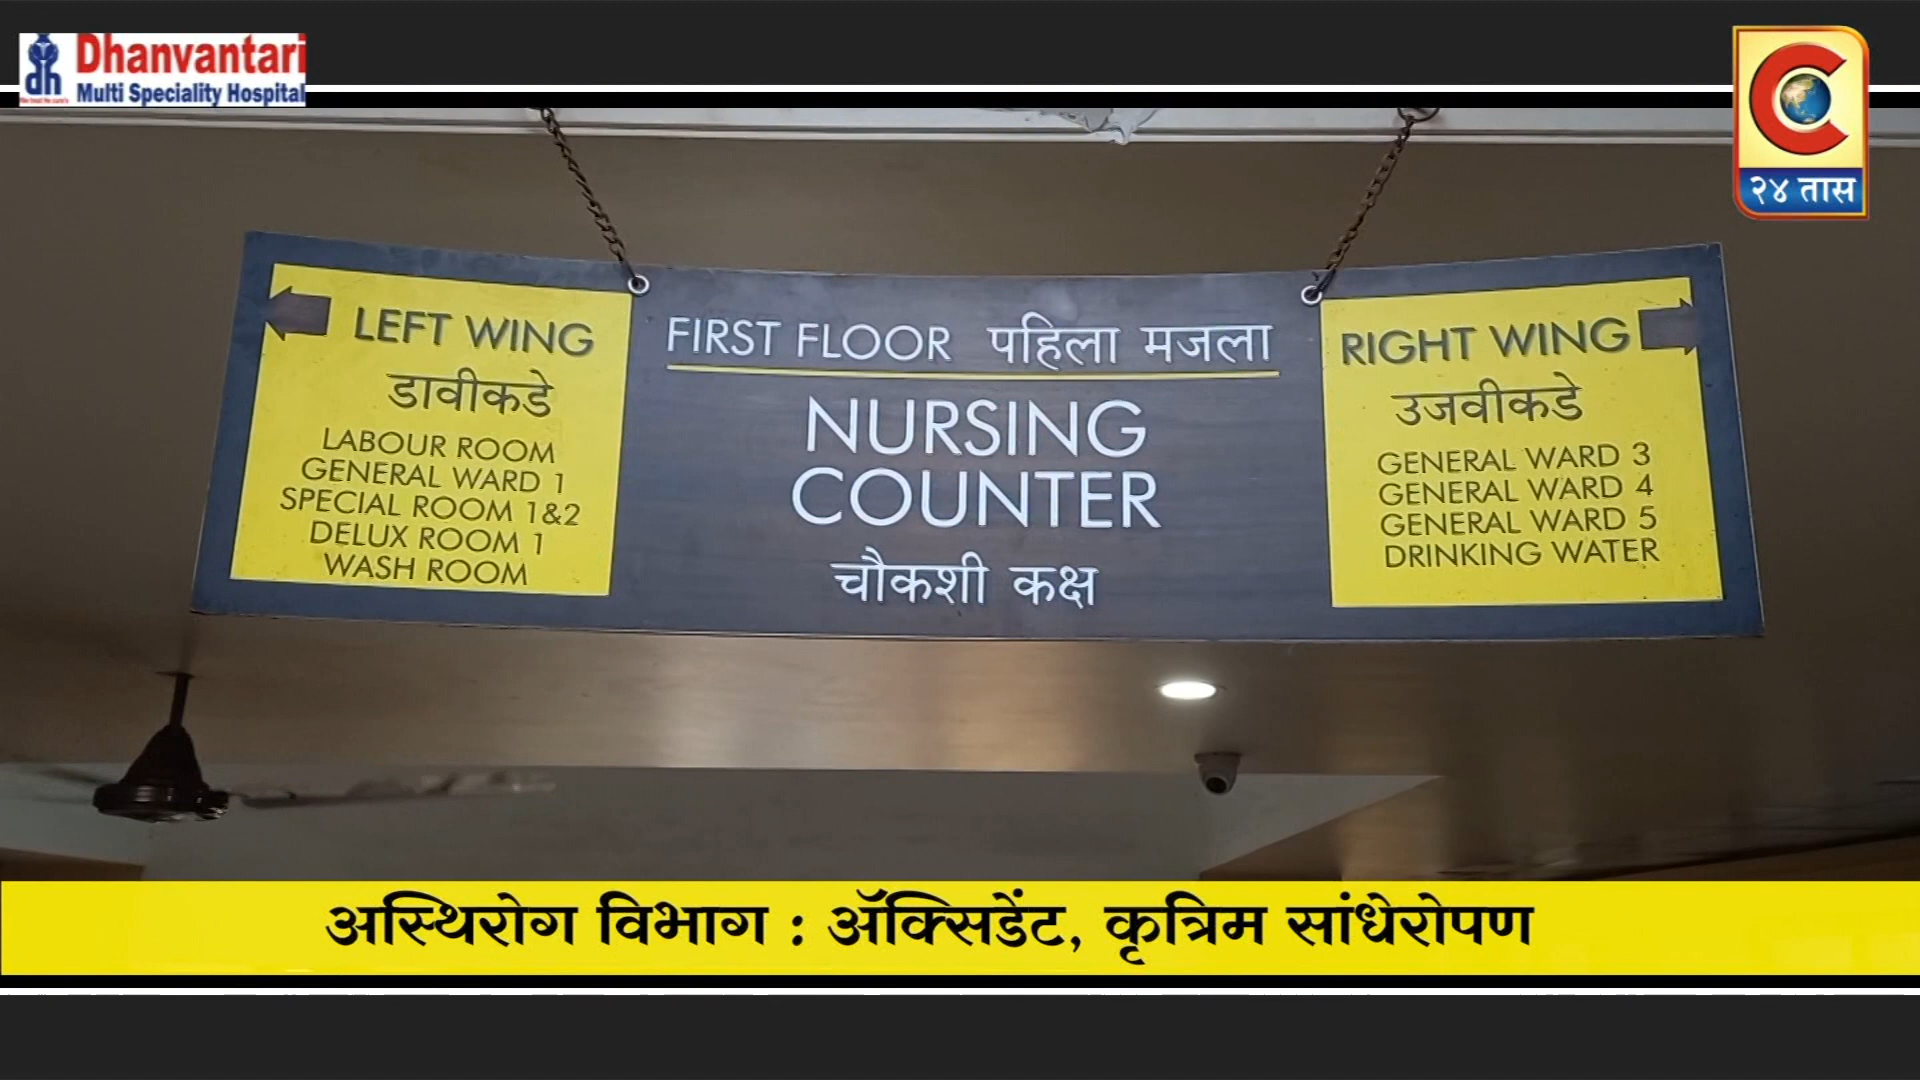 Dhanvantari
Multi Speciality Hospital
२४ तास
LEFT WING
डावीकडे
LABOUR ROOM
GENERAL WARD 1
SPECIAL ROOM 1&2
DELUX ROOM 1
WASH ROOM
FIRST FLOOR पहिला मजला
NURSING
COUNTER
चौकशी कक्ष
RIGHT WING
उजवीकडे
GENERAL WARD 3
GENERAL WARD 4
GENERAL WARD 5
DRINKING WATER
अस्थिरोग विभाग : ॲक्सिडेंट, कृत्रिम सांधेरोपण